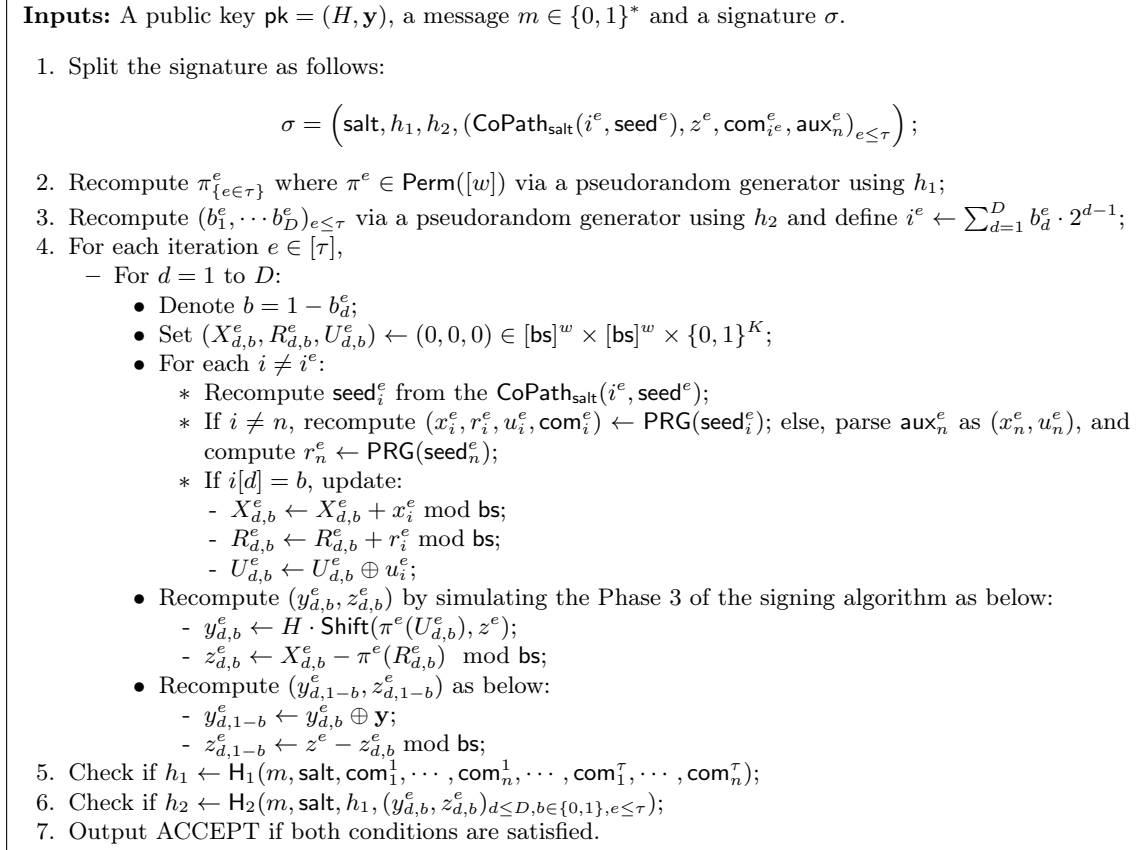 Inputs: A public key pk = (H, y), a message m ∈ {0, 1}* and a signature σ.
1. Split the signature as follows:
σ = (salt, h₁, h₂, (CoPath_salt(i^e, seed^e), z^e, com^e_{i^e}, aux^e_n)_{e≤τ}) ;
2. Recompute π^e_{{e∈τ}} where π^e ∈ Perm([w]) via a pseudorandom generator using h₁;
3. Recompute (b^e_1, ⋯ b^e_D)_{e≤τ} via a pseudorandom generator using h₂ and define i^e ← ∑^D_{d=1} b^e_d · 2^{d−1};
4. For each iteration e ∈ [τ],
– For d = 1 to D:
• Denote b = 1 − b^e_d;
• Set (X^e_{d,b}, R^e_{d,b}, U^e_{d,b}) ← (0, 0, 0) ∈ [bs]^w × [bs]^w × {0, 1}^K;
• For each i ≠ i^e:
∗ Recompute seed^e_i from the CoPath_salt(i^e, seed^e);
∗ If i ≠ n, recompute (x^e_i, r^e_i, u^e_i, com^e_i) ← PRG(seed^e_i); else, parse aux^e_n as (x^e_n, u^e_n), and
compute r^e_n ← PRG(seed^e_n);
∗ If i[d] = b, update:
- X^e_{d,b} ← X^e_{d,b} + x^e_i mod bs;
- R^e_{d,b} ← R^e_{d,b} + r^e_i mod bs;
- U^e_{d,b} ← U^e_{d,b} ⊕ u^e_i;
• Recompute (y^e_{d,b}, z^e_{d,b}) by simulating the Phase 3 of the signing algorithm as below:
- y^e_{d,b} ← H · Shift(π^e(U^e_{d,b}), z^e);
- z^e_{d,b} ← X^e_{d,b} − π^e(R^e_{d,b}) mod bs;
• Recompute (y^e_{d,1−b}, z^e_{d,1−b}) as below:
- y^e_{d,1−b} ← y^e_{d,b} ⊕ y;
- z^e_{d,1−b} ← z^e − z^e_{d,b} mod bs;
5. Check if h₁ ← H₁(m, salt, com^1_1, ⋯ , com^1_n, ⋯ , com^τ_1, ⋯ , com^τ_n);
6. Check if h₂ ← H₂(m, salt, h₁, (y^e_{d,b}, z^e_{d,b})_{d≤D,b∈{0,1},e≤τ});
7. Output ACCEPT if both conditions are satisfied.